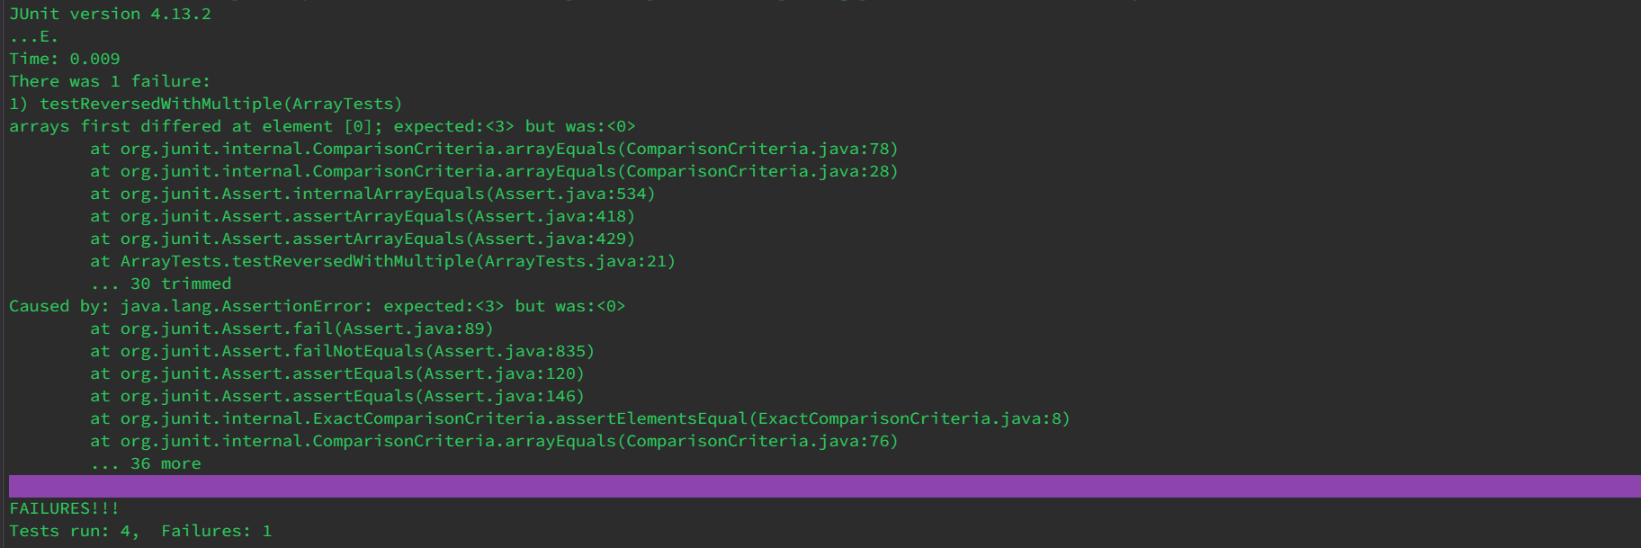 JUnit version 4.13.2
...E.
Time: 0.009
There was 1 failure:
1) testReversedWithMultiple(ArrayTests)
arrays first differed at element [0]; expected:<3> but was:<0>
        at org.junit.internal.ComparisonCriteria.arrayEquals(ComparisonCriteria.java:78)
        at org.junit.internal.ComparisonCriteria.arrayEquals(ComparisonCriteria.java:28)
        at org.junit.Assert.internalArrayEquals(Assert.java:534)
        at org.junit.Assert.assertArrayEquals(Assert.java:418)
        at org.junit.Assert.assertArrayEquals(Assert.java:429)
        at ArrayTests.testReversedWithMultiple(ArrayTests.java:21)
        ... 30 trimmed
Caused by: java.lang.AssertionError: expected:<3> but was:<0>
        at org.junit.Assert.fail(Assert.java:89)
        at org.junit.Assert.failNotEquals(Assert.java:835)
        at org.junit.Assert.assertEquals(Assert.java:120)
        at org.junit.Assert.assertEquals(Assert.java:146)
        at org.junit.internal.ExactComparisonCriteria.assertElementsEqual(ExactComparisonCriteria.java:8)
        at org.junit.internal.ComparisonCriteria.arrayEquals(ComparisonCriteria.java:76)
        ... 36 more
FAILURES!!!
Tests run: 4,  Failures: 1